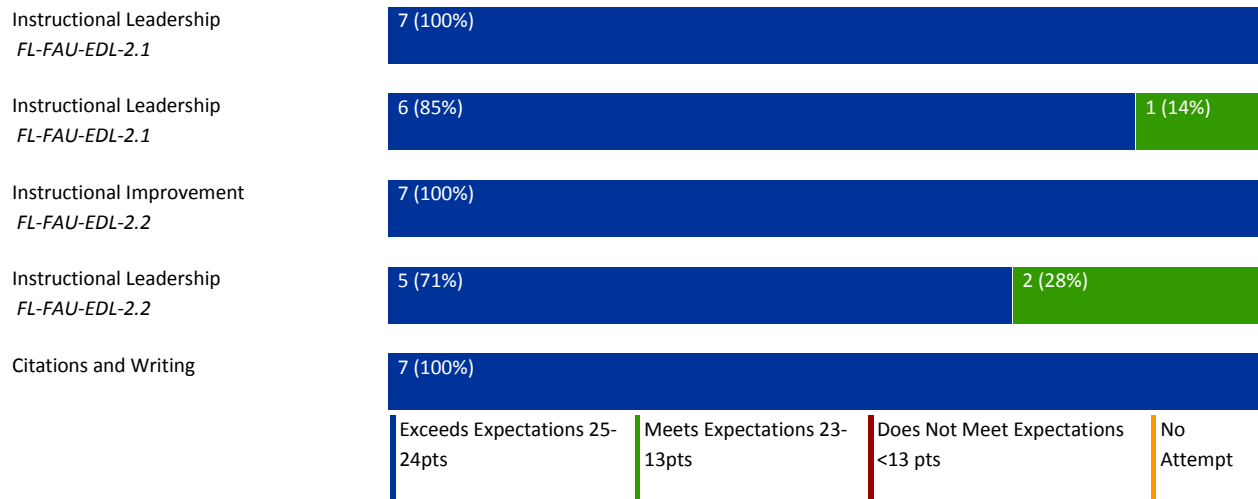 Instructional Leadership
FL-FAU-EDL-2.1
7 (100%)
Instructional Leadership
FL-FAU-EDL-2.1
6 (85%)
1 (14%)
Instructional Improvement
FL-FAU-EDL-2.2
7 (100%)
Instructional Leadership
FL-FAU-EDL-2.2
5 (71%)
2 (28%)
Citations and Writing
7 (100%)
Exceeds Expectations 25-
24pts
Meets Expectations 23-
13pts
Does Not Meet Expectations
<13 pts
No
Attempt